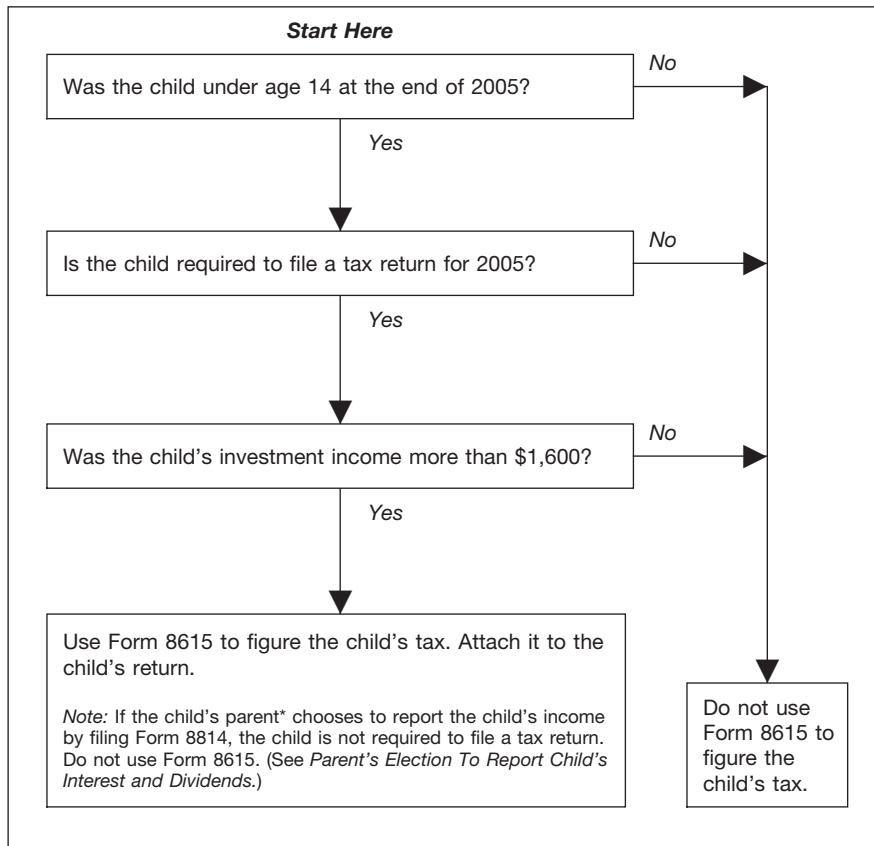 Start Here
Was the child under age 14 at the end of 2005?
No
Yes
Is the child required to file a tax return for 2005?
No
Yes
Was the child's investment income more than $1,600?
No
Yes
Use Form 8615 to figure the child's tax. Attach it to the
child's return.
Note: If the child's parent* chooses to report the child's income
by filing Form 8814, the child is not required to file a tax return.
Do not use Form 8615. (See Parent's Election To Report Child's
Interest and Dividends.)
Do not use
Form 8615 to
figure the
child's tax.